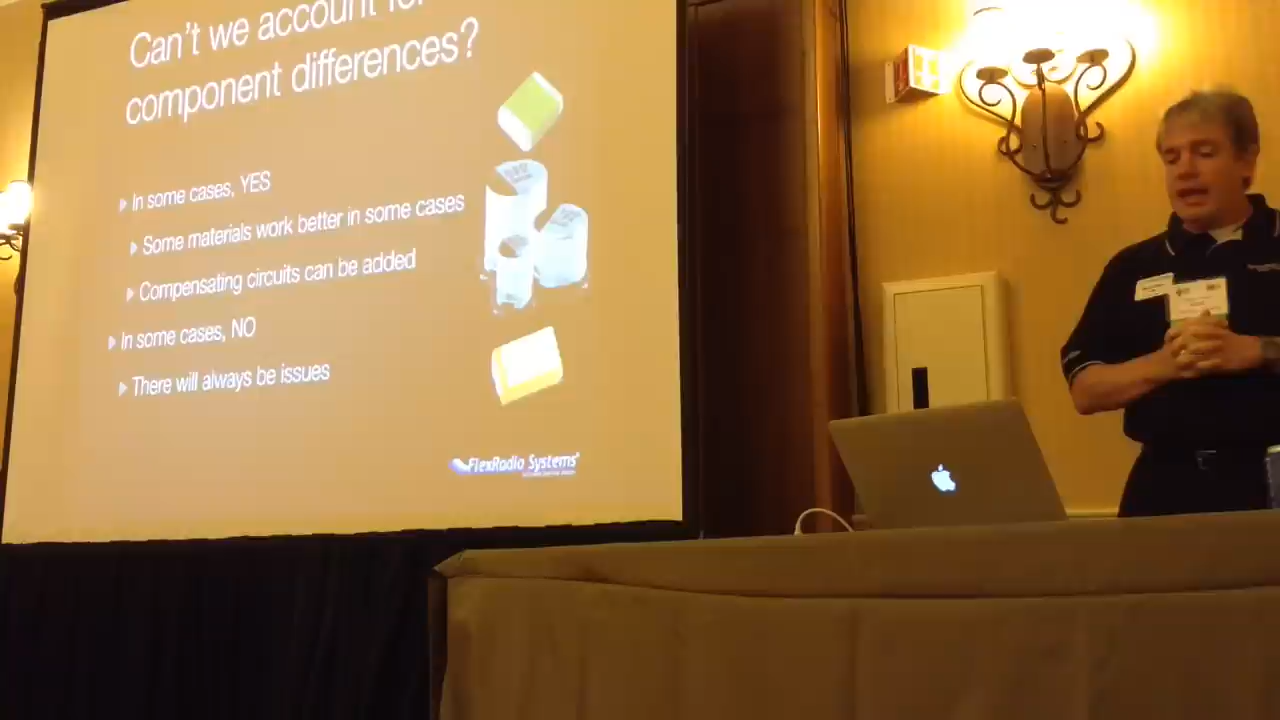 Can't we account for
component differences?
In some cases, YES
Some materials work better in some cases
Compensating circuits can be added
In some cases, NO
There will always be issues
FlexRadio Systems